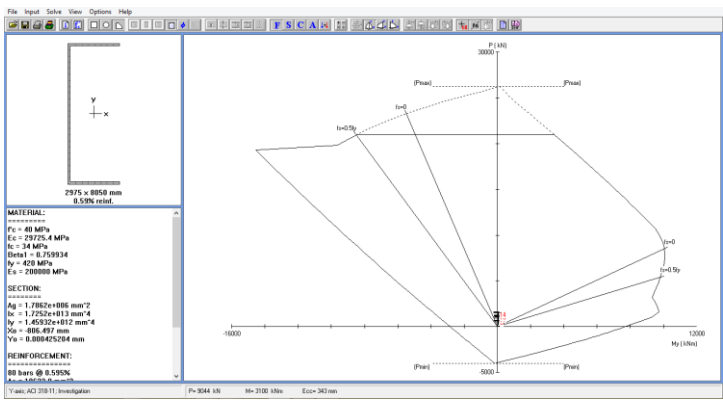 File Input Solve View Options Help
F S C A
y
x
2975 x 8050 mm
0.59% reint.
MATERIAL:
=========
f'c = 40 MPa
Ec = 29725.4 MPa
fc = 34 MPa
Beta1 = 0.759934
fy = 420 MPa
Es = 200000 MPa
SECTION:
========
Ag = 1.7862e+006 mm^2
Ix = 1.7252e+013 mm^4
Iy = 1.45932e+012 mm^4
Xo = -806.497 mm
Yo = 0.000425204 mm
REINFORCEMENT:
===============
80 bars @ 0.595%
P ( kN)
30000
(Pmax)
(Pmax)
fs=0
fs=0.5fy
fs=0
fs=0.5fy
-16000
12000
My ( kNm)
(Pmin)
(Pmin)
-5000
Y-axis; ACI 318-11; Investigation
P= 9044 kN
M= 3100 kNm
Ecc= 343 mm